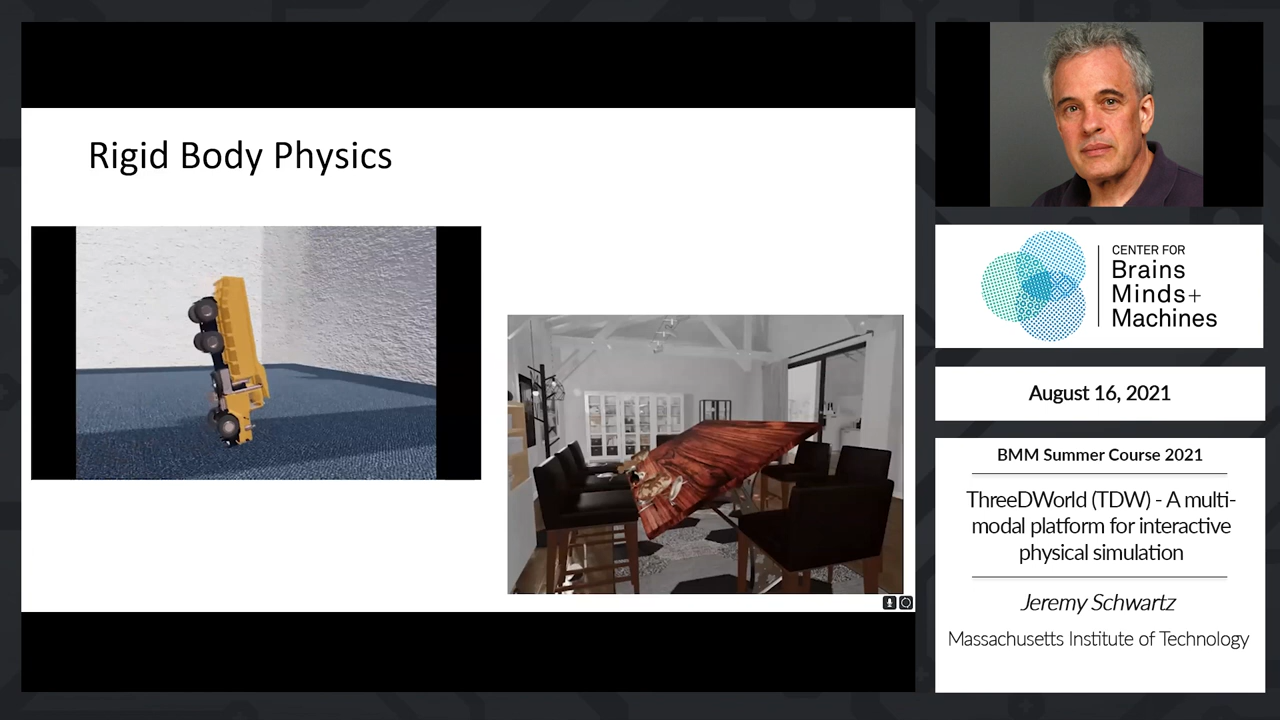 Rigid Body Physics
CENTER FOR
Brains
Minds+
Machines
August 16, 2021
BMM Summer Course 2021
ThreeDWorld (TDW) - A multi-
modal platform for interactive
physical simulation
Jeremy Schwartz
Massachusetts Institute of Technology